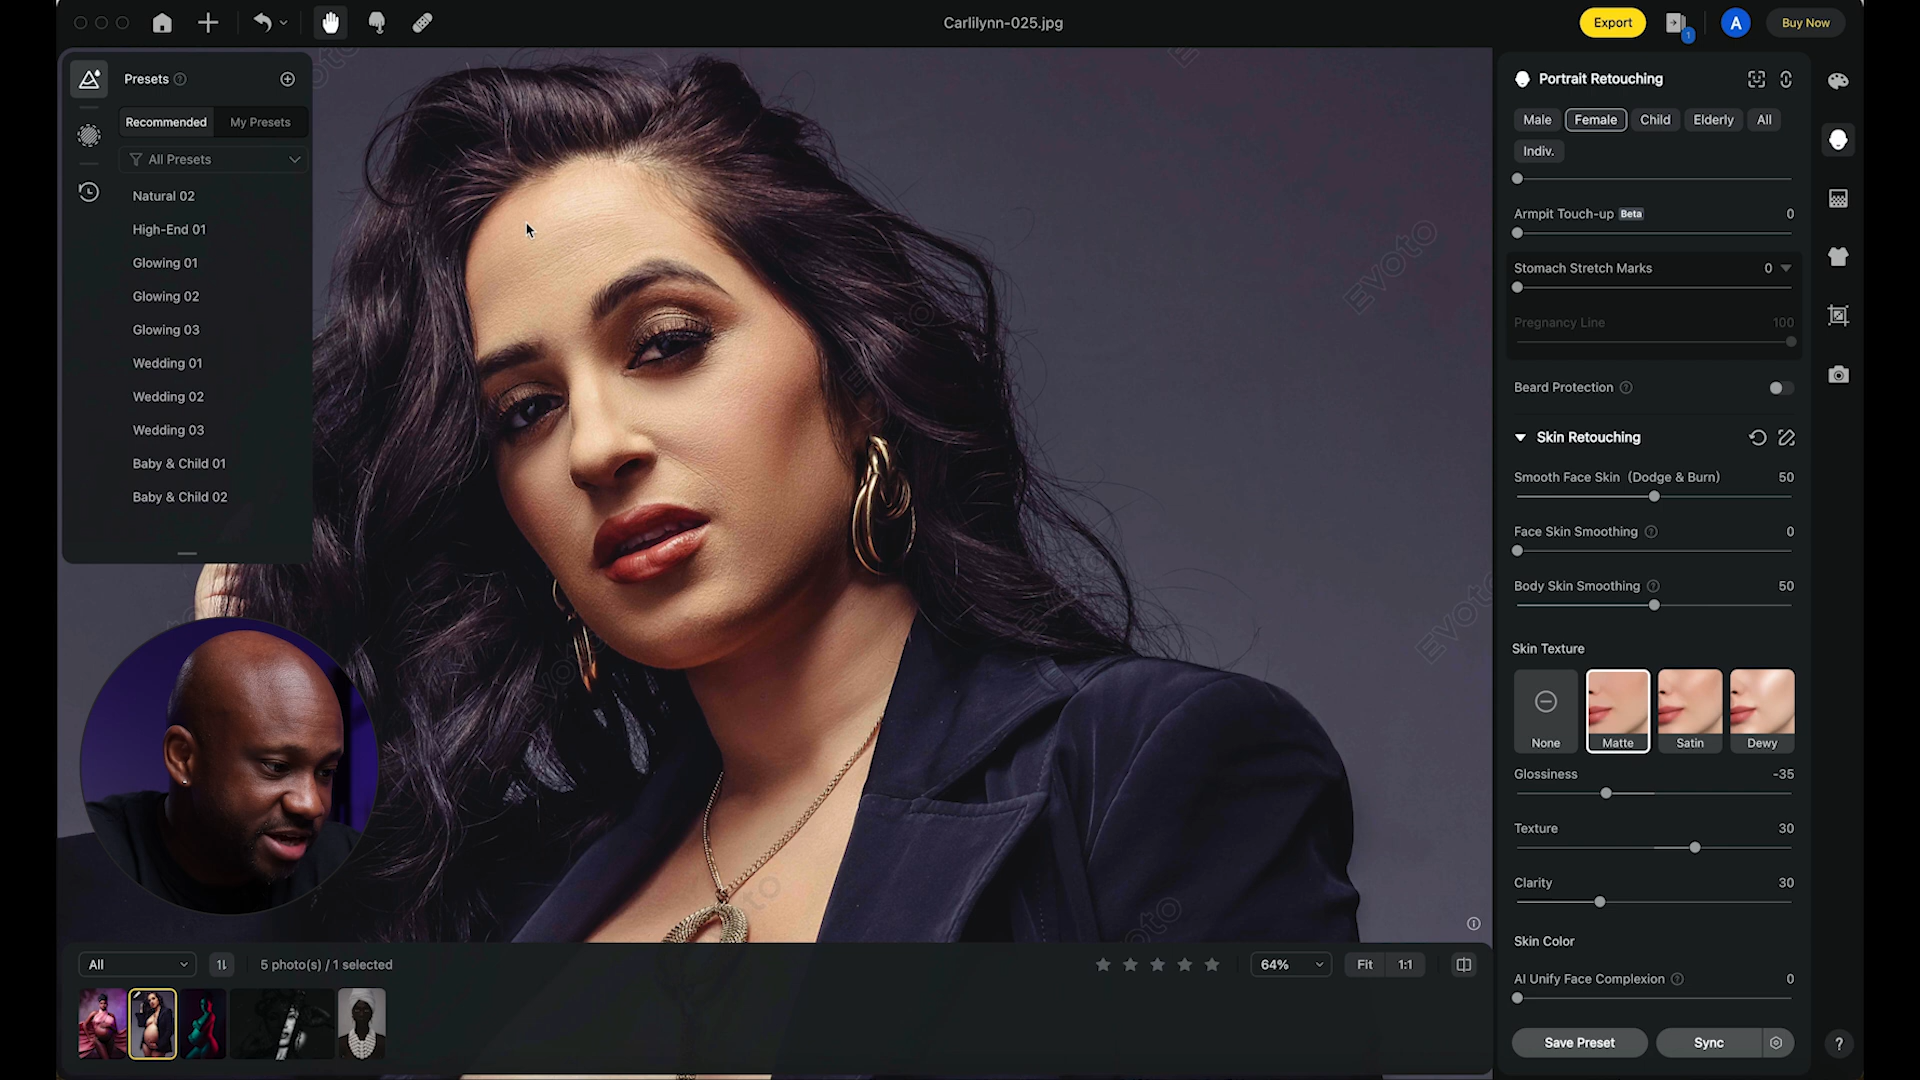 Carlilynn-025.jpg
Export
1
A
Buy Now
Presets
Recommended
My Presets
All Presets
Natural 02
High-End 01
Glowing 01
Glowing 02
Glowing 03
Wedding 01
Wedding 02
Wedding 03
Baby & Child 01
Baby & Child 02
Portrait Retouching
Male
Female
Child
Elderly
All
Indiv.
Armpit Touch-up Beta 0
Stomach Stretch Marks 0
Pregnancy Line 100
Beard Protection
Skin Retouching
Smooth Face Skin (Dodge & Burn) 50
Face Skin Smoothing 0
Body Skin Smoothing 50
Skin Texture
None
Matte
Satin
Dewy
Glossiness -35
Texture 30
Clarity 30
Skin Color
AI Unify Face Complexion 0
Save Preset
Sync
?
All
5 photo(s) / 1 selected
64%
Fit
1:1
Evoto
Evoto
Evoto
Evoto